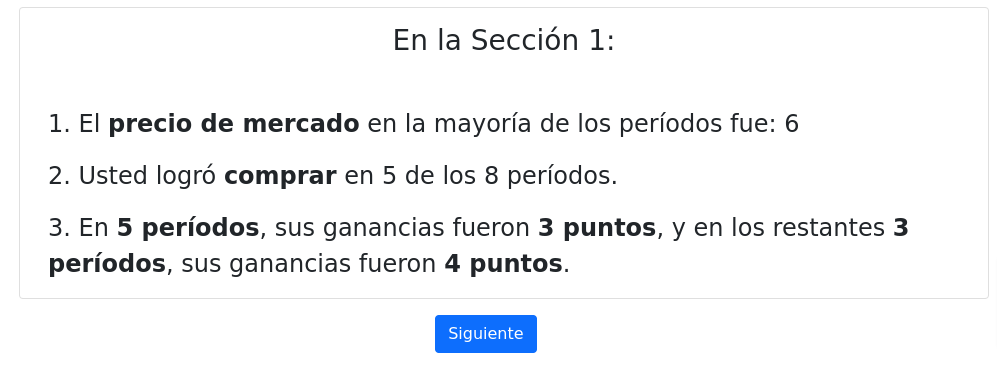 En la Sección 1:
1. El precio de mercado en la mayoría de los períodos fue: 6
2. Usted logró comprar en 5 de los 8 períodos.
3. En 5 períodos, sus ganancias fueron 3 puntos, y en los restantes 3
períodos, sus ganancias fueron 4 puntos.
Siguiente